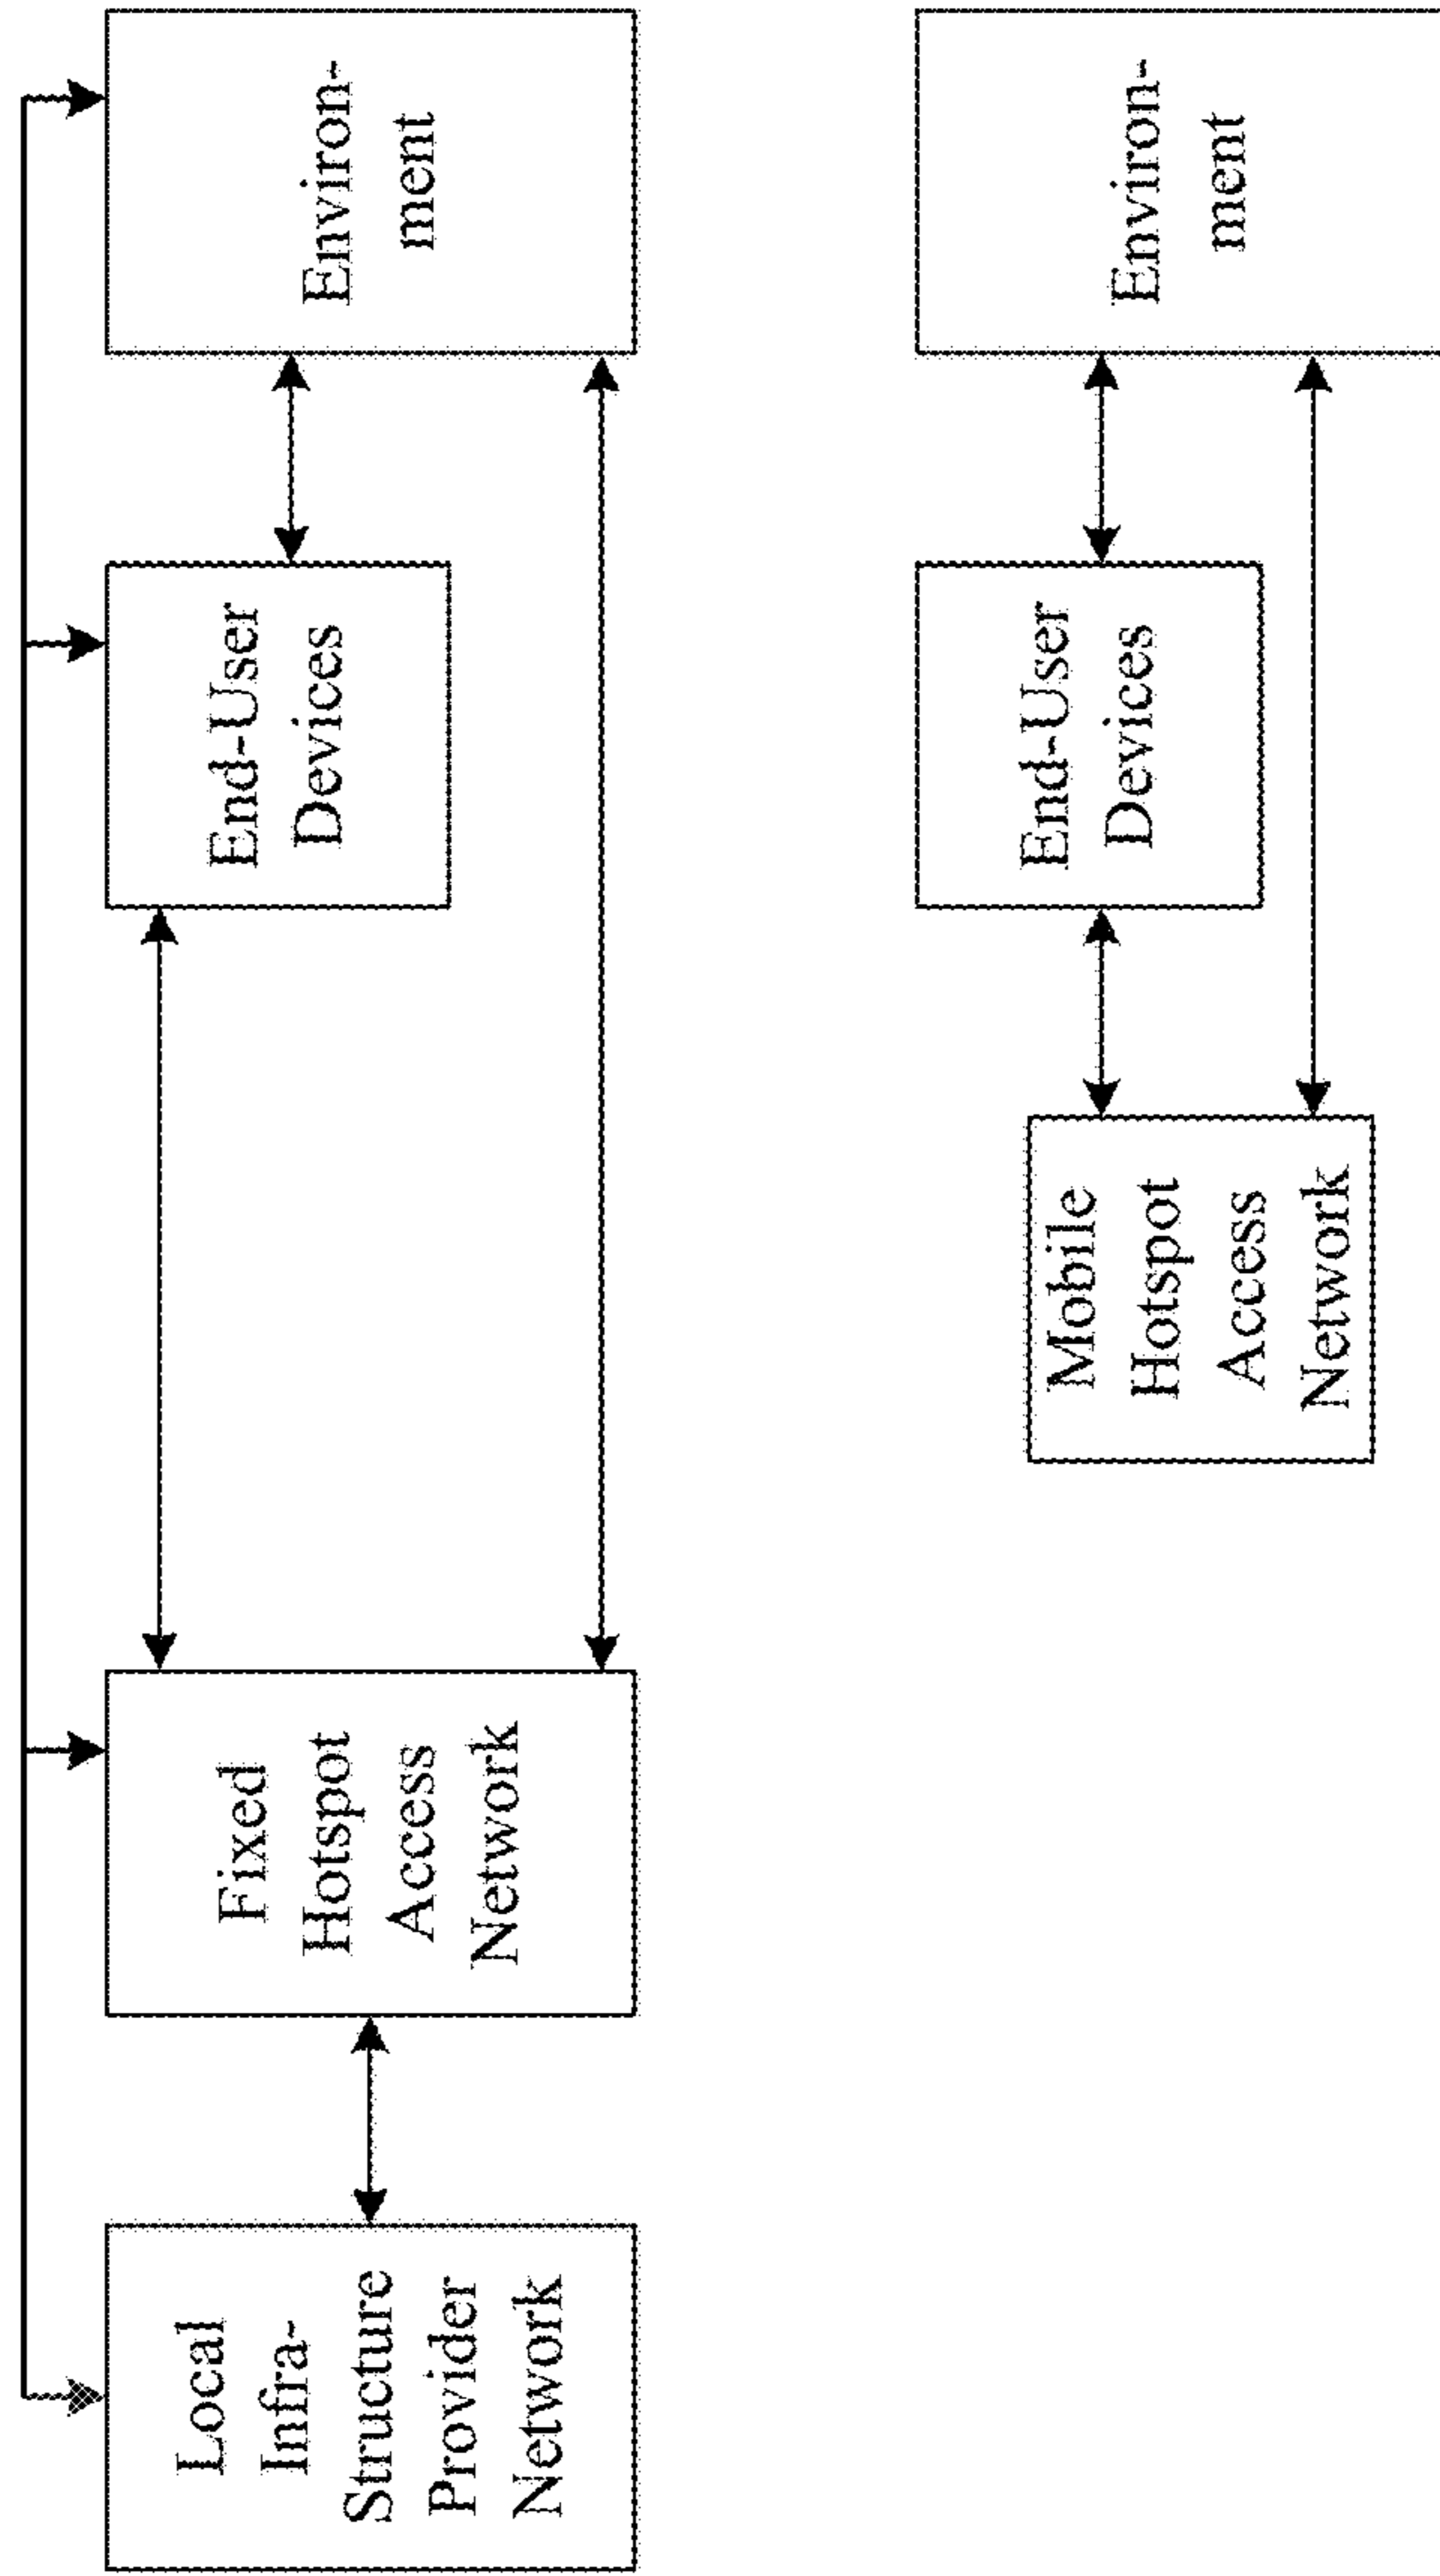 Local
Infra-
Structure
Provider
Network
Fixed
Hotspot
Access
Network
End-User
Devices
Environ-
ment
Mobile
Hotspot
Access
Network
End-User
Devices
Environ-
ment